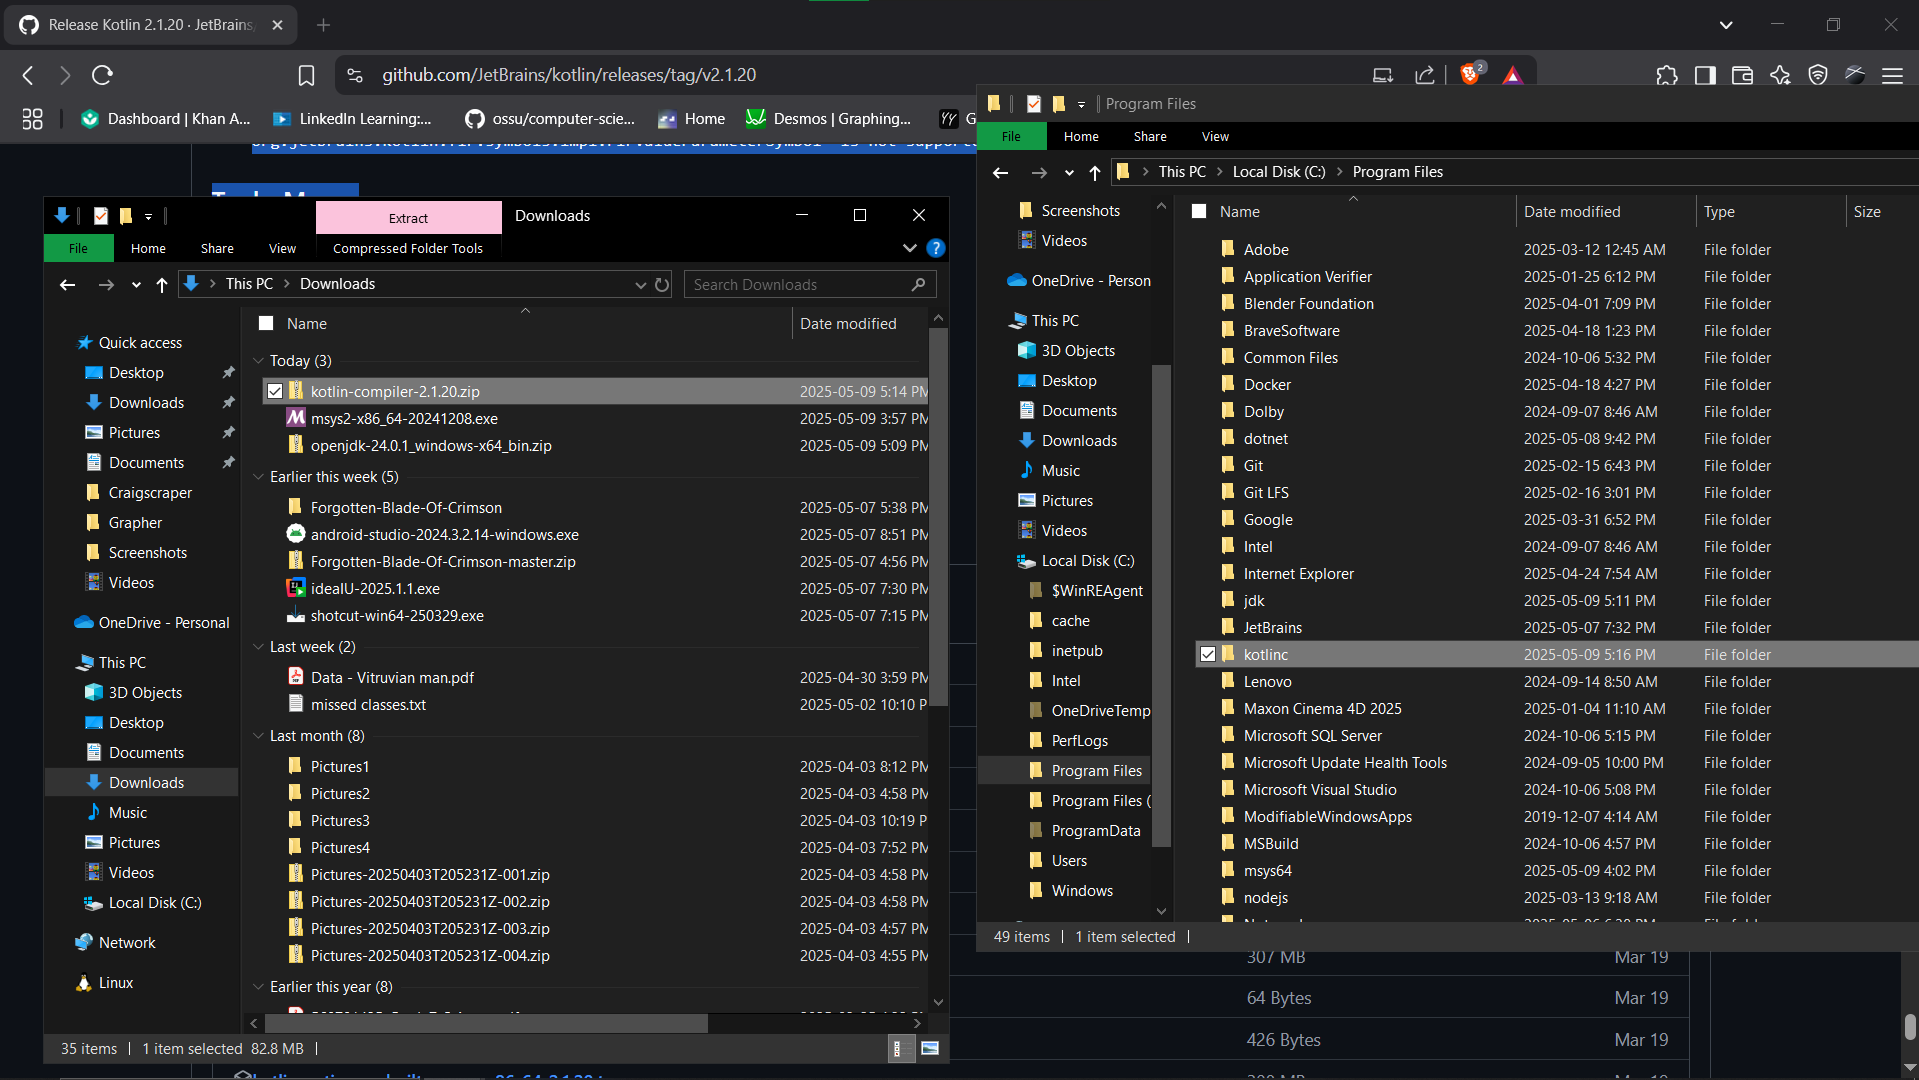 Release Kotlin 2.1.20 · JetBrains/
github.com/JetBrains/kotlin/releases/tag/v2.1.20
2
Dashboard | Khan A...
LinkedIn Learning:...
ossu/computer-scie...
Home
Desmos | Graphing...
G
Extract
Downloads
File
Home
Share
View
Compressed Folder Tools
This PC > Downloads
Search Downloads
Name
Date modified
Quick access
Desktop
Downloads
Pictures
Documents
Craigscraper
Grapher
Screenshots
Videos
OneDrive - Personal
This PC
3D Objects
Desktop
Documents
Downloads
Music
Pictures
Videos
Local Disk (C:)
Network
Linux
Today (3)
kotlin-compiler-2.1.20.zip 2025-05-09 5:14 PM
msys2-x86_64-20241208.exe 2025-05-09 3:57 PM
openjdk-24.0.1_windows-x64_bin.zip 2025-05-09 5:09 PM
Earlier this week (5)
Forgotten-Blade-Of-Crimson 2025-05-07 5:38 PM
android-studio-2024.3.2.14-windows.exe 2025-05-07 8:51 PM
Forgotten-Blade-Of-Crimson-master.zip 2025-05-07 4:56 PM
ideaIU-2025.1.1.exe 2025-05-07 7:30 PM
shotcut-win64-250329.exe 2025-05-07 7:15 PM
Last week (2)
Data - Vitruvian man.pdf 2025-04-30 3:59 PM
missed classes.txt 2025-05-02 10:10 P
Last month (8)
Pictures1 2025-04-03 8:12 PM
Pictures2 2025-04-03 4:58 PM
Pictures3 2025-04-03 10:19 P
Pictures4 2025-04-03 7:52 PM
Pictures-20250403T205231Z-001.zip 2025-04-03 4:58 PM
Pictures-20250403T205231Z-002.zip 2025-04-03 4:58 PM
Pictures-20250403T205231Z-003.zip 2025-04-03 4:57 PM
Pictures-20250403T205231Z-004.zip 2025-04-03 4:55 PM
Earlier this year (8)
35 items | 1 item selected 82.8 MB |
Program Files
File
Home
Share
View
This PC > Local Disk (C:) > Program Files
Screenshots
Videos
OneDrive - Person
This PC
3D Objects
Desktop
Documents
Downloads
Music
Pictures
Videos
Local Disk (C:)
$WinREAgent
cache
inetpub
Intel
OneDriveTemp
PerfLogs
Program Files
Program Files (
ProgramData
Users
Windows
Name
Date modified
Type
Size
Adobe 2025-03-12 12:45 AM File folder
Application Verifier 2025-01-25 6:12 PM File folder
Blender Foundation 2025-04-01 7:09 PM File folder
BraveSoftware 2025-04-18 1:23 PM File folder
Common Files 2024-10-06 5:32 PM File folder
Docker 2025-04-18 4:27 PM File folder
Dolby 2024-09-07 8:46 AM File folder
dotnet 2025-05-08 9:42 PM File folder
Git 2025-02-15 6:43 PM File folder
Git LFS 2025-02-16 3:01 PM File folder
Google 2025-03-31 6:52 PM File folder
Intel 2024-09-07 8:46 AM File folder
Internet Explorer 2025-04-24 7:54 AM File folder
jdk 2025-05-09 5:11 PM File folder
JetBrains 2025-05-07 7:32 PM File folder
kotlinc 2025-05-09 5:16 PM File folder
Lenovo 2024-09-14 8:50 AM File folder
Maxon Cinema 4D 2025 2025-01-04 11:10 AM File folder
Microsoft SQL Server 2024-10-06 5:15 PM File folder
Microsoft Update Health Tools 2024-09-05 10:00 PM File folder
Microsoft Visual Studio 2024-10-06 5:08 PM File folder
ModifiableWindowsApps 2019-12-07 4:14 AM File folder
MSBuild 2024-10-06 4:57 PM File folder
msys64 2025-05-09 4:02 PM File folder
nodejs 2025-03-13 9:18 AM File folder
49 items | 1 item selected |
307 MB Mar 19
64 Bytes Mar 19
426 Bytes Mar 19